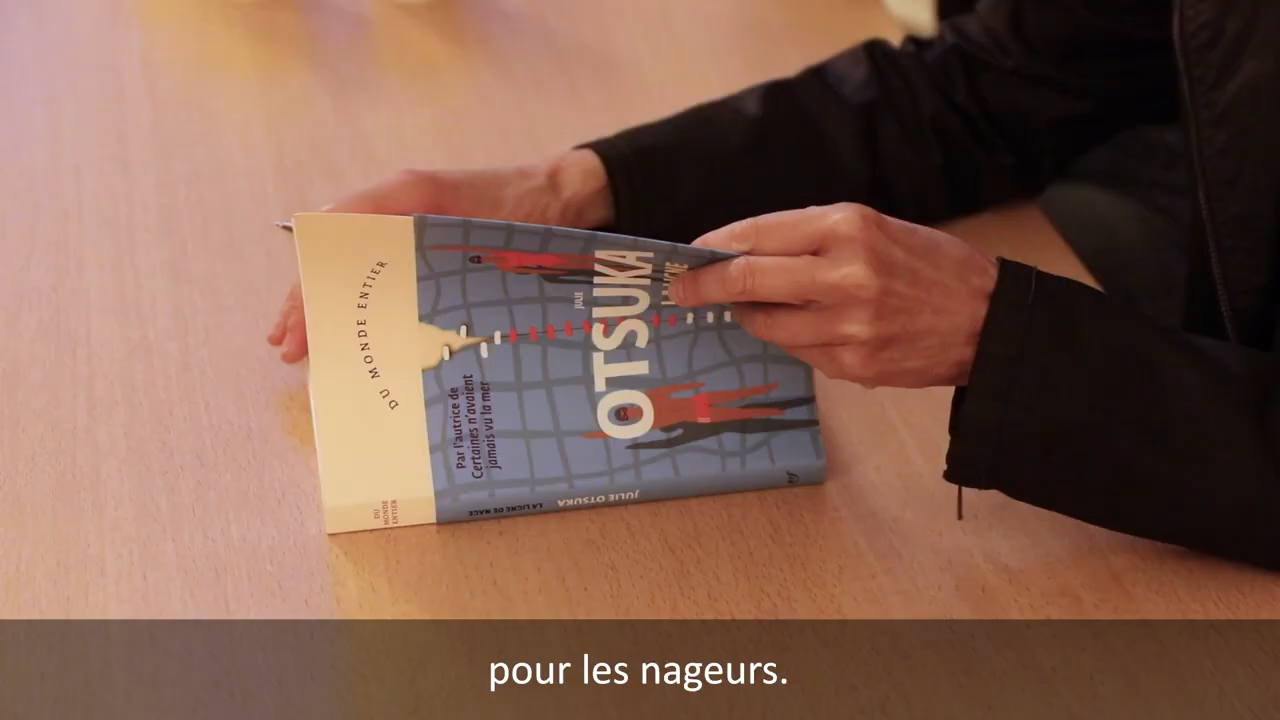 DU MONDE ENTIER
Par l'autrice de
Certaines n'avaient
jamais vu la mer
JULIE
OTSUKA
DU
MONDE
ENTIER
LA LIGNE DE NAGE
JULIE OTSUKA
pour les nageurs.